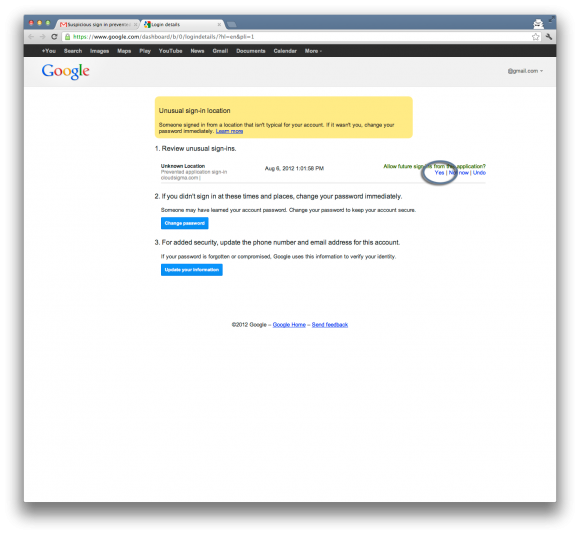 Suspicious sign in prevented
Login details
https://www.google.com/dashboard/b/0/logindetails/?hl=en&pli=1
+You Search Images Maps Play YouTube News Gmail Documents Calendar More
Google
@gmail.com
Unusual sign-in location
Someone signed in from a location that isn't typical for your account. If it wasn't you, change your
password immediately. Learn more
1. Review unusual sign-ins.
Unknown Location Aug 6, 2012 1:01:58 PM Allow future sign-ins from this application?
Prevented application sign-in Yes | Not now | Undo
cloudsigma.com |
2. If you didn't sign in at these times and places, change your password immediately.
Someone may have learned your account password. Change your password to keep your account secure.
Change password
3. For added security, update the phone number and email address for this account.
If your password is forgotten or compromised, Google uses this information to verify your identity.
Update your information
©2012 Google – Google Home – Send feedback